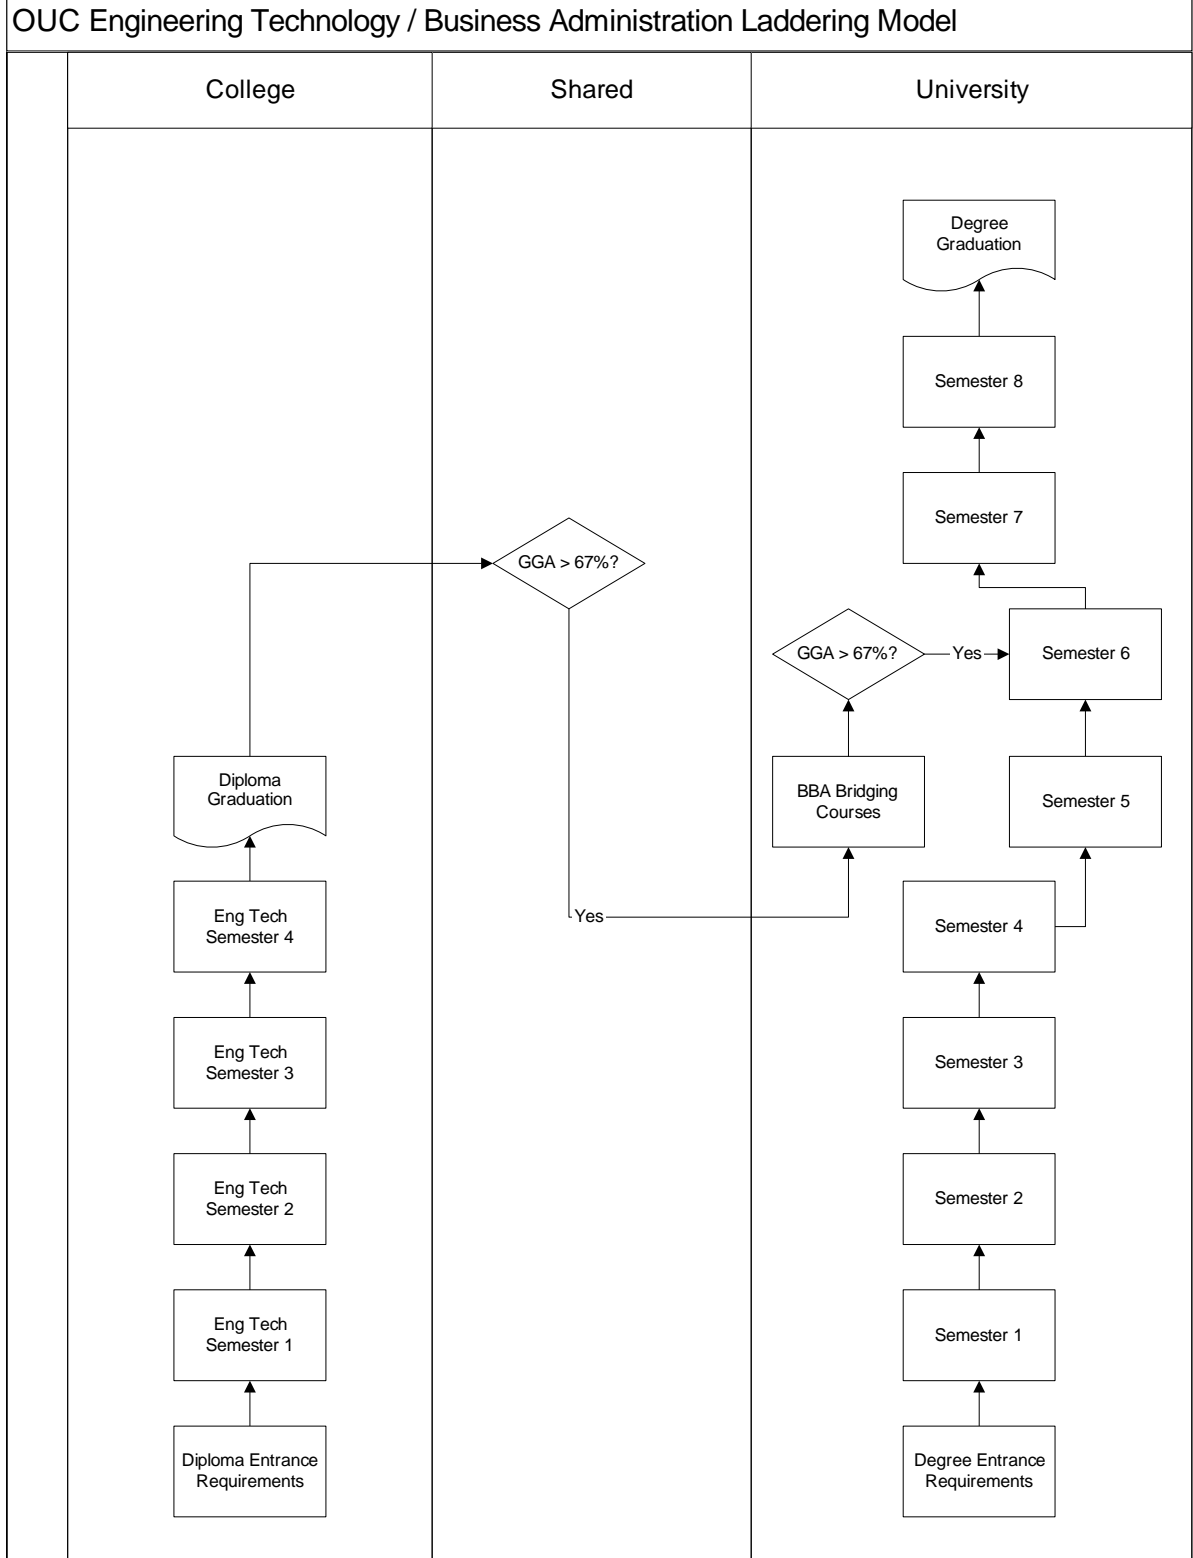 OUC Engineering Technology / Business Administration Laddering Model
College
Shared
University
Degree
Graduation
Semester 8
Semester 7
GGA > 67%?
GGA > 67%?
Yes
Semester 6
Diploma
Graduation
BBA Bridging
Courses
Semester 5
Eng Tech
Semester 4
Yes
Semester 4
Eng Tech
Semester 3
Semester 3
Eng Tech
Semester 2
Semester 2
Eng Tech
Semester 1
Semester 1
Diploma Entrance
Requirements
Degree Entrance
Requirements